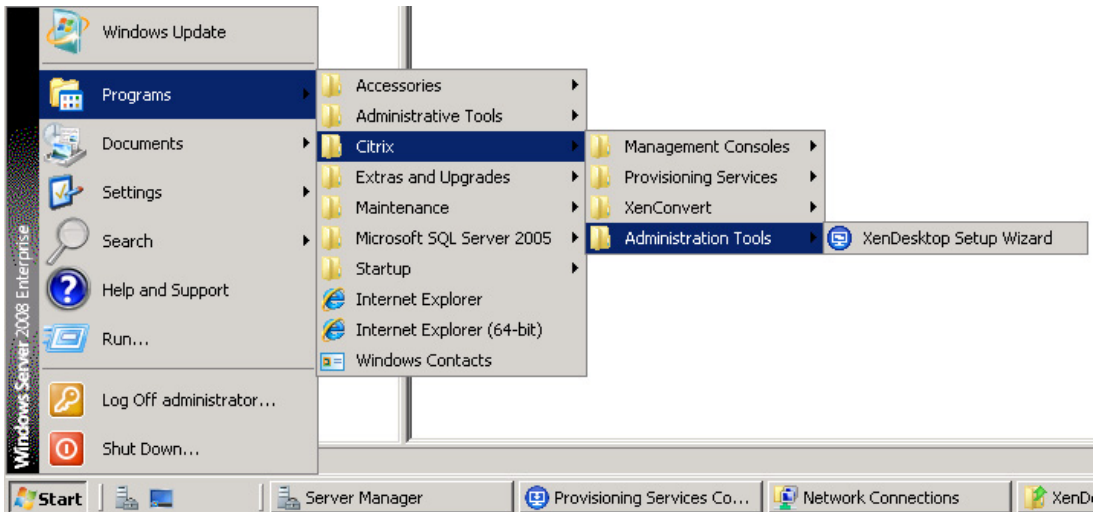 Windows Update
Programs
Documents
Settings
Search
Help and Support
Run...
Log Off administrator...
Shut Down...
Windows Server 2008 Enterprise
Accessories
Administrative Tools
Citrix
Extras and Upgrades
Maintenance
Microsoft SQL Server 2005
Startup
Internet Explorer
Internet Explorer (64-bit)
Windows Contacts
Management Consoles
Provisioning Services
XenConvert
Administration Tools
XenDesktop Setup Wizard
Start
Server Manager
Provisioning Services Co...
Network Connections